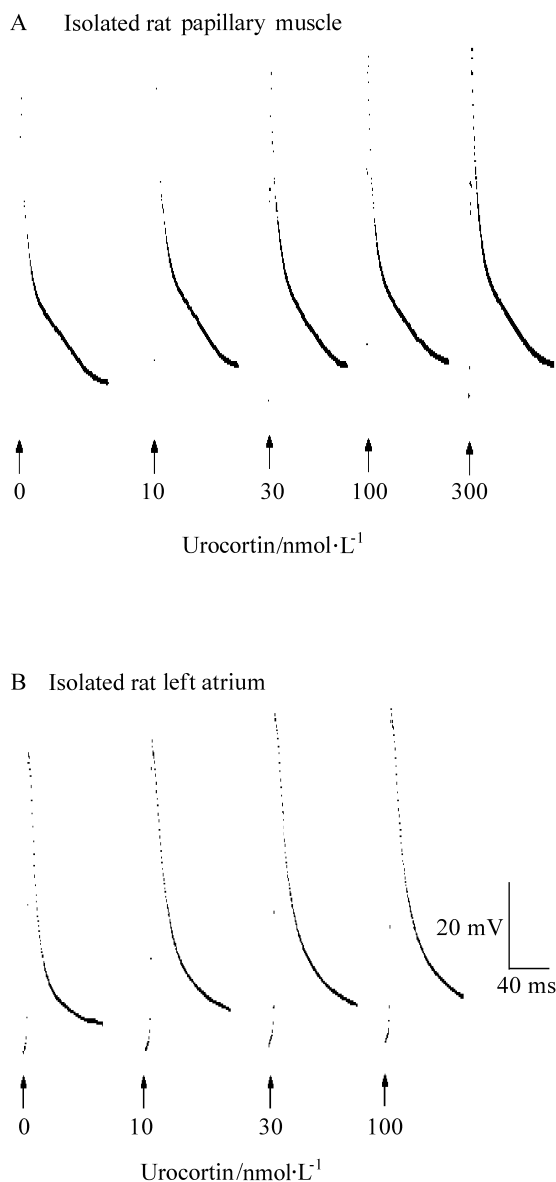 A Isolated rat papillary muscle
0 10 30 100 300
Urocortin/nmol·L⁻¹
B Isolated rat left atrium
20 mV
40 ms
0 10 30 100
Urocortin/nmol·L⁻¹